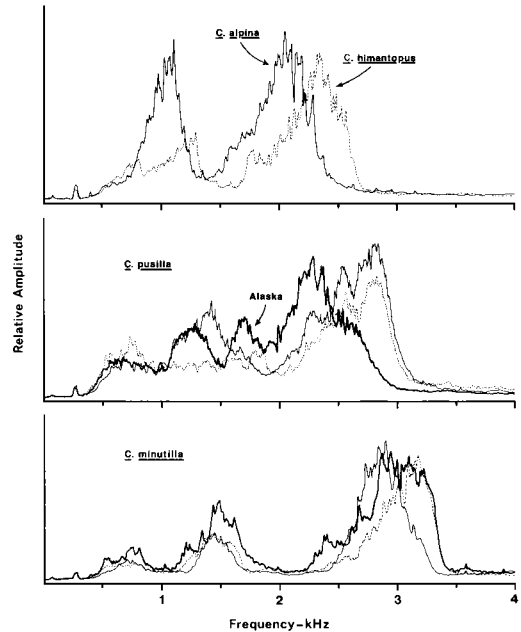 C. alpina
C. himantopus
C. pusilla
Alaska
Relative Amplitude
C. minutilla
1 2 3 4
Frequency-kHz